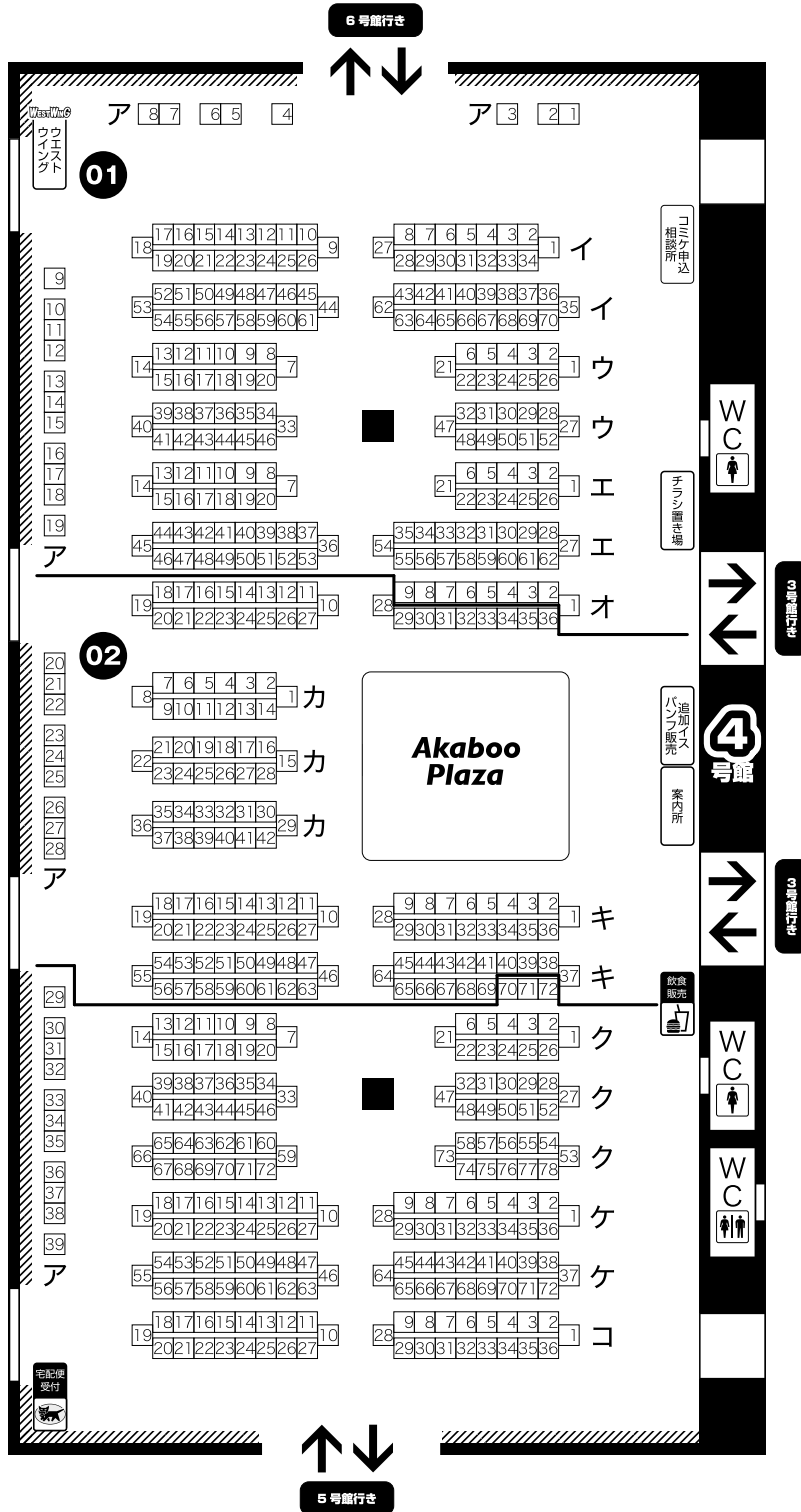 6号館行き
WESTWING
ウエスト
ウイング
ア 8 7 6 5 4 ア 3 2 1
01
コミケ申込
相談所
17 16 15 14 13 12 11 10 8 7 6 5 4 3 2
18 9 27 1 イ
19 20 21 22 23 24 25 26 28 29 30 31 32 33 34
52 51 50 49 48 47 46 45 43 42 41 40 39 38 37 36
53 44 62 35 イ
54 55 56 57 58 59 60 61 63 64 65 66 67 68 69 70
13 12 11 10 9 8 6 5 4 3 2
14 7 21 1 ウ
15 16 17 18 19 20 22 23 24 25 26
39 38 37 36 35 34 32 31 30 29 28
40 33 47 27 ウ
41 42 43 44 45 46 48 49 50 51 52
13 12 11 10 9 8 6 5 4 3 2
14 7 21 1 エ
15 16 17 18 19 20 22 23 24 25 26
44 43 42 41 40 39 38 37 35 34 33 32 31 30 29 28
45 36 54 27 エ
46 47 48 49 50 51 52 53 55 56 57 58 59 60 61 62
18 17 16 15 14 13 12 11 9 8 7 6 5 4 3 2
19 10 28 1 オ
20 21 22 23 24 25 26 27 29 30 31 32 33 34 35 36
9
10
11
12
13
14
15
16
17
18
19
ア
WC
チラシ置き場
3号館行き
02
7 6 5 4 3 2
8 1 カ
9 10 11 12 13 14
21 20 19 18 17 16
22 15 カ
23 24 25 26 27 28
35 34 33 32 31 30
36 29 カ
37 38 39 40 41 42
Akaboo
Plaza
追加イス
パンフ販売
案内所
4
号館
20
21
22
23
24
25
26
27
28
ア
3号館行き
18 17 16 15 14 13 12 11 9 8 7 6 5 4 3 2
19 10 28 1 キ
20 21 22 23 24 25 26 27 29 30 31 32 33 34 35 36
54 53 52 51 50 49 48 47 45 44 43 42 41 40 39 38
55 46 64 37 キ
56 57 58 59 60 61 62 63 65 66 67 68 69 70 71 72
飲食
販売
13 12 11 10 9 8 6 5 4 3 2
14 7 21 1 ク
15 16 17 18 19 20 22 23 24 25 26
39 38 37 36 35 34 32 31 30 29 28
40 33 47 27 ク
41 42 43 44 45 46 48 49 50 51 52
65 64 63 62 61 60 58 57 56 55 54
66 59 73 53 ク
67 68 69 70 71 72 74 75 76 77 78
18 17 16 15 14 13 12 11 9 8 7 6 5 4 3 2
19 10 28 1 ケ
20 21 22 23 24 25 26 27 29 30 31 32 33 34 35 36
54 53 52 51 50 49 48 47 45 44 43 42 41 40 39 38
55 46 64 37 ケ
56 57 58 59 60 61 62 63 65 66 67 68 69 70 71 72
18 17 16 15 14 13 12 11 9 8 7 6 5 4 3 2
19 10 28 1 コ
20 21 22 23 24 25 26 27 29 30 31 32 33 34 35 36
29
30
31
32
33
34
35
36
37
38
39
ア
WC
WC
宅配便
受付
5号館行き